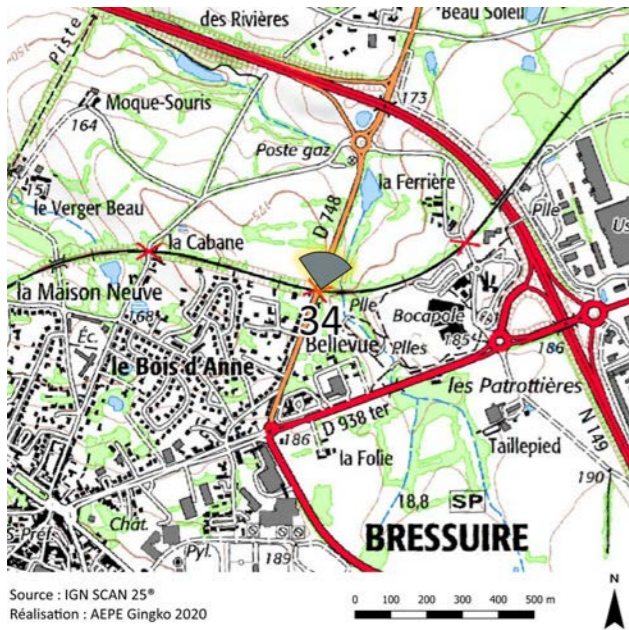 des Rivières
Beau Soleil
Piste
150
Moque-Souris
173
164
Poste gaz
la Ferrière
151
le Verger Beau
175
D 748
Plle
la Cabane
la Maison Neuve
168
34
Plle
Bocapole
185
186
Éc.
Bellevue
Plles
le Bois d'Anne
les Patrottières
D 938 ter
N 149
186
la Folie
Taillepied
190
18,8
SP
Chât.
BRESSUIRE
Pyl.
189
Source : IGN SCAN 25®
Réalisation : AEPE Gingko 2020
0 100 200 300 400 500 m
N